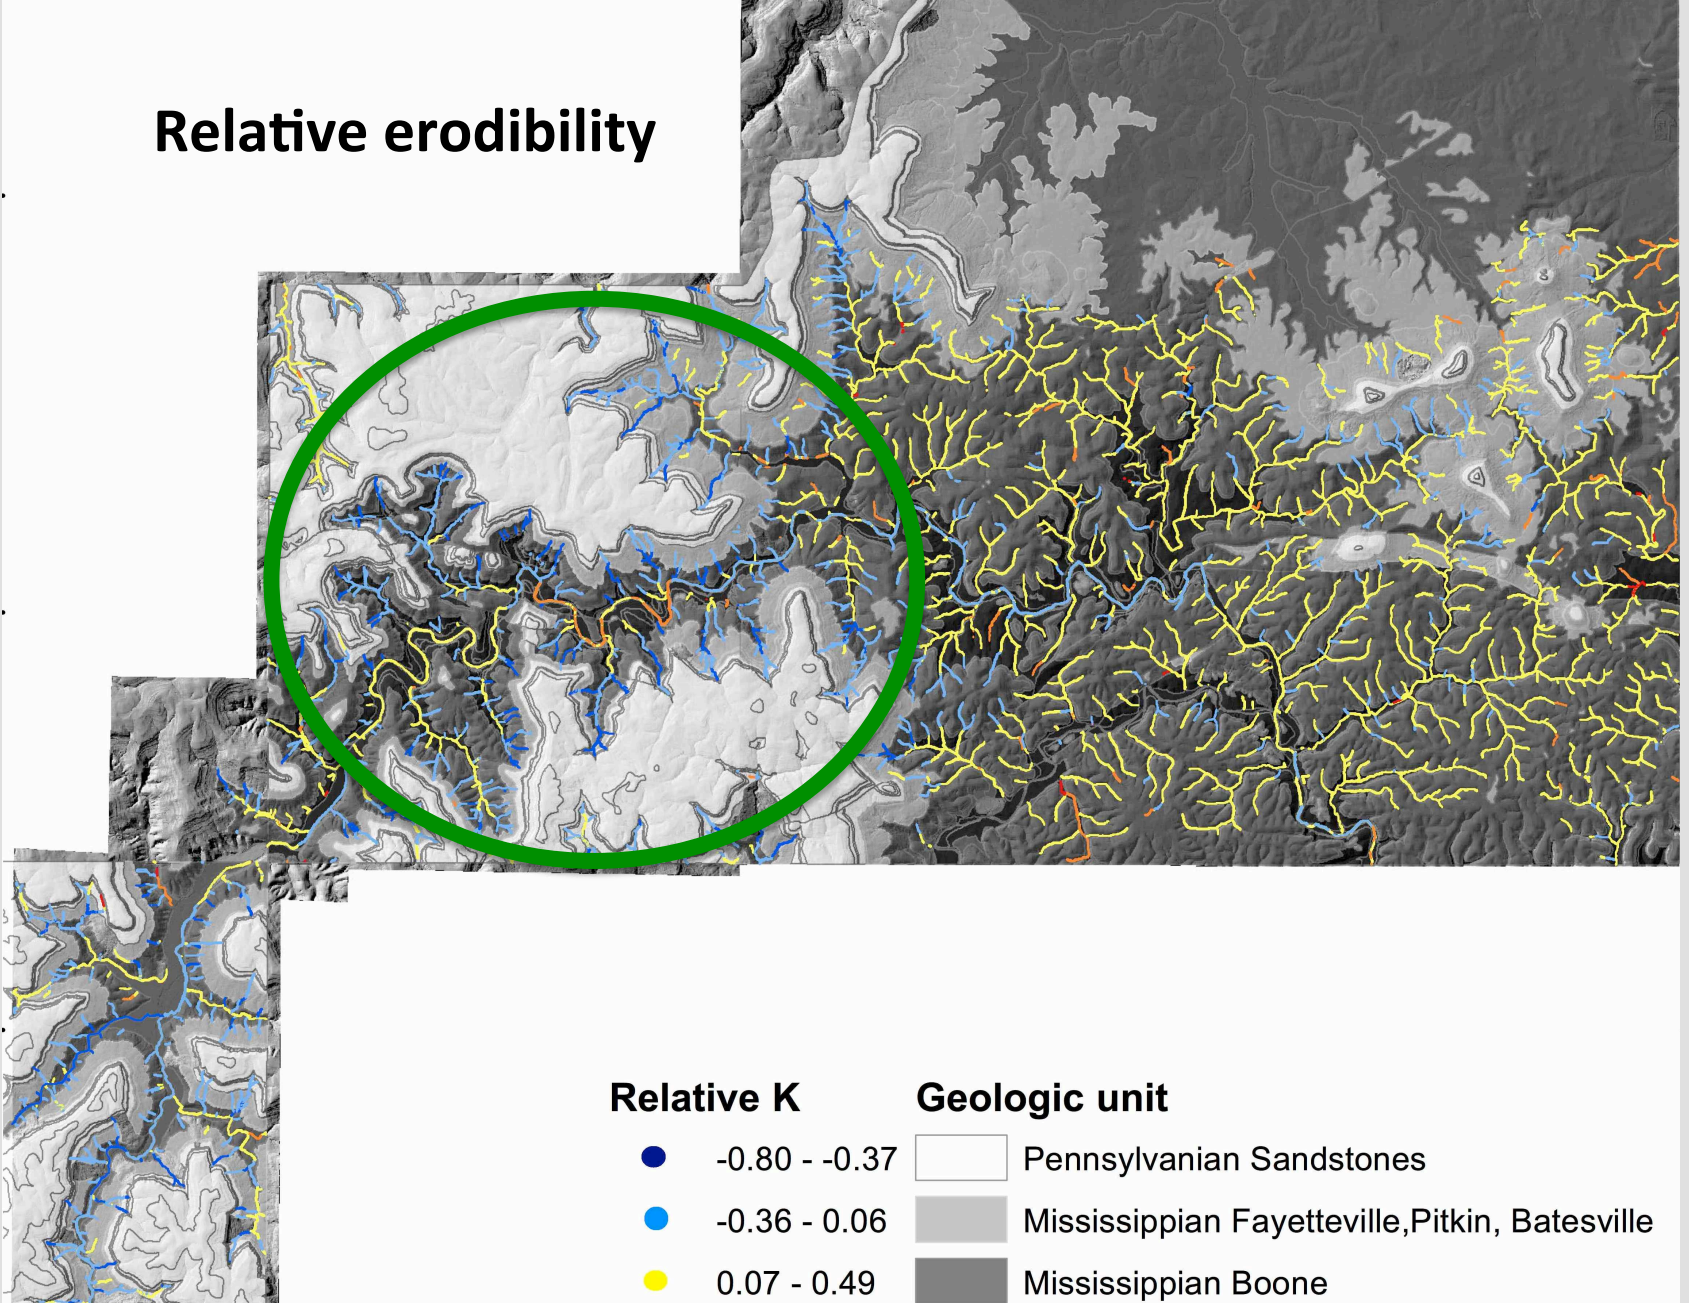 Relative erodibility
Relative K
-0.80 - -0.37
-0.36 - 0.06
0.07 - 0.49
Geologic unit
Pennsylvanian Sandstones
Mississippian Fayetteville,Pitkin, Batesville
Mississippian Boone